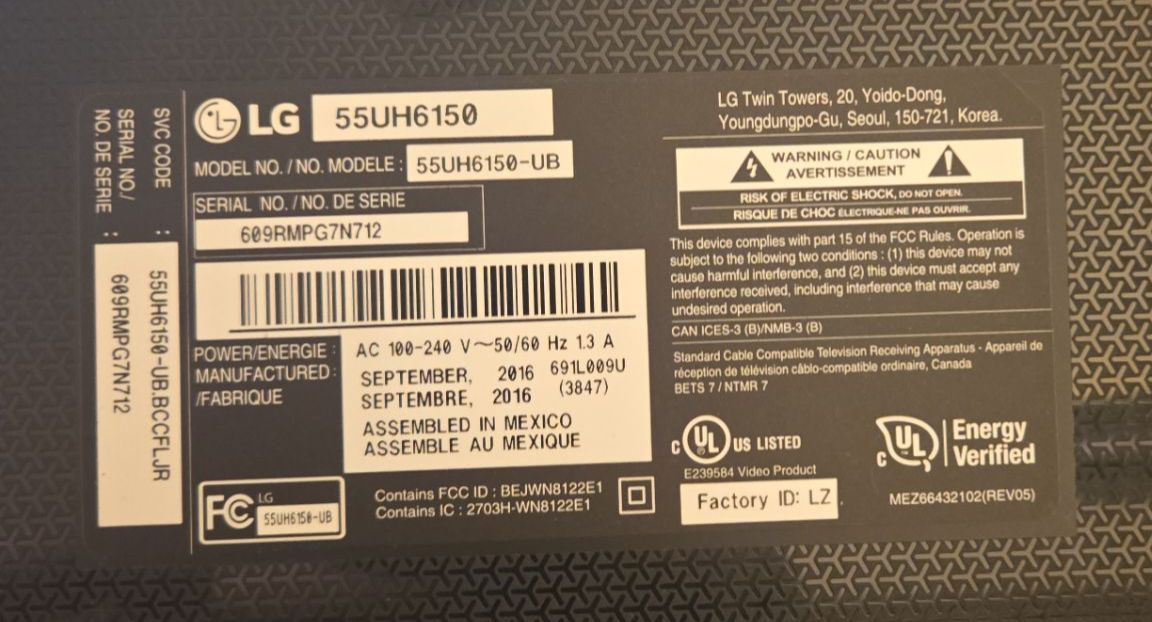 SVC CODE : 55UH6150-UB.BCCFLJR
SERIAL NO./
NO. DE SERIE : 609RMPG7N712
LG 55UH6150
MODEL NO. / NO. MODELE : 55UH6150-UB
SERIAL NO. / NO. DE SERIE
609RMPG7N712
POWER/ENERGIE : AC 100-240 V~50/60 Hz 1.3 A
MANUFACTURED : SEPTEMBER, 2016 691L009U
/FABRIQUE SEPTEMBRE, 2016 (3847)
ASSEMBLED IN MEXICO
ASSEMBLE AU MEXIQUE
FC LG
55UH6150-UB
Contains FCC ID : BEJWN8122E1
Contains IC : 2703H-WN8122E1
LG Twin Towers, 20, Yoido-Dong,
Youngdungpo-Gu, Seoul, 150-721, Korea.
WARNING / CAUTION
AVERTISSEMENT
RISK OF ELECTRIC SHOCK, DO NOT OPEN.
RISQUE DE CHOC ÉLECTRIQUE-NE PAS OUVRIR.
This device complies with part 15 of the FCC Rules. Operation is
subject to the following two conditions : (1) this device may not
cause harmful interference, and (2) this device must accept any
interference received, including interference that may cause
undesired operation.
CAN ICES-3 (B)/NMB-3 (B)
Standard Cable Compatible Television Receiving Apparatus - Appareil de
réception de télévision câblo-compatible ordinaire, Canada
BETS 7 / NTMR 7
c UL US LISTED
E239584 Video Product
Factory ID: LZ .
c UL Energy
Verified
MEZ66432102(REV05)